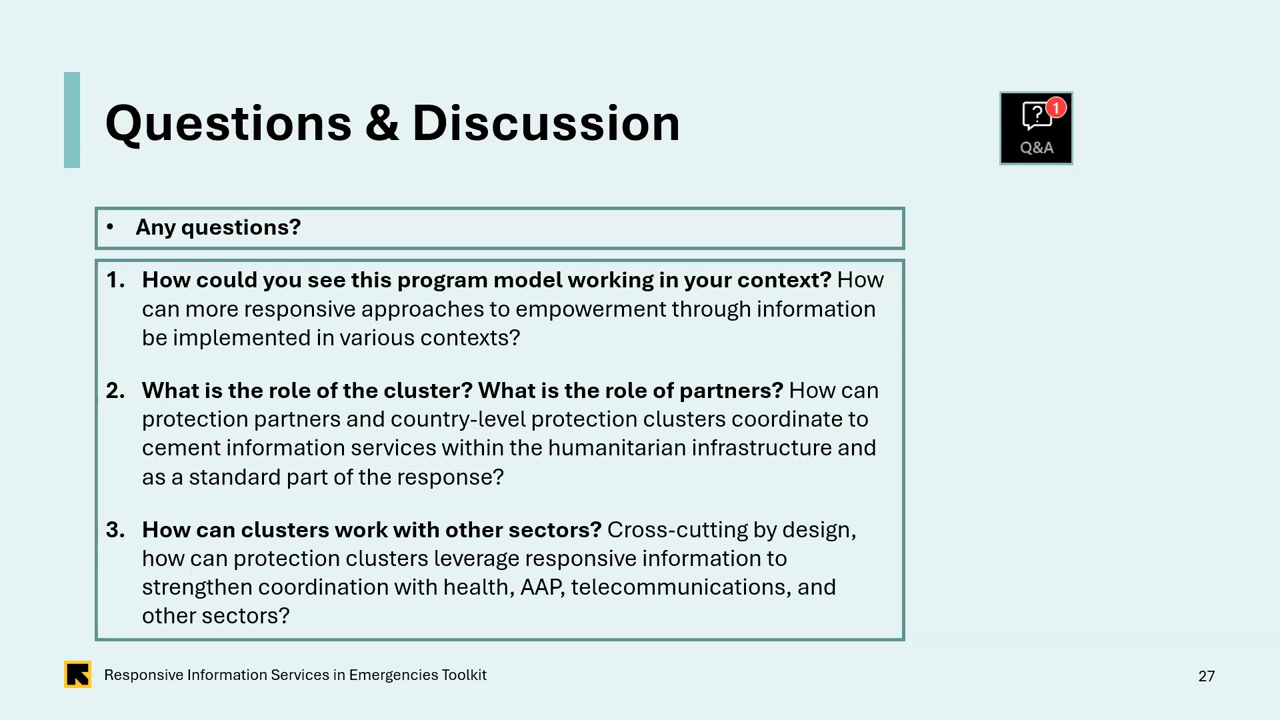 Questions & Discussion
1
Q&A
• Any questions?
1. How could you see this program model working in your context? How
can more responsive approaches to empowerment through information
be implemented in various contexts?
2. What is the role of the cluster? What is the role of partners? How can
protection partners and country-level protection clusters coordinate to
cement information services within the humanitarian infrastructure and
as a standard part of the response?
3. How can clusters work with other sectors? Cross-cutting by design,
how can protection clusters leverage responsive information to
strengthen coordination with health, AAP, telecommunications, and
other sectors?
Responsive Information Services in Emergencies Toolkit
27